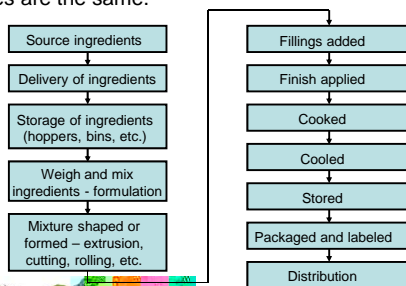 es are the same.
Source ingredients
Delivery of ingredients
Storage of ingredients
(hoppers, bins, etc.)
Weigh and mix
ingredients - formulation
Mixture shaped or
formed – extrusion,
cutting, rolling, etc.
Fillings added
Finish applied
Cooked
Cooled
Stored
Packaged and labeled
Distribution